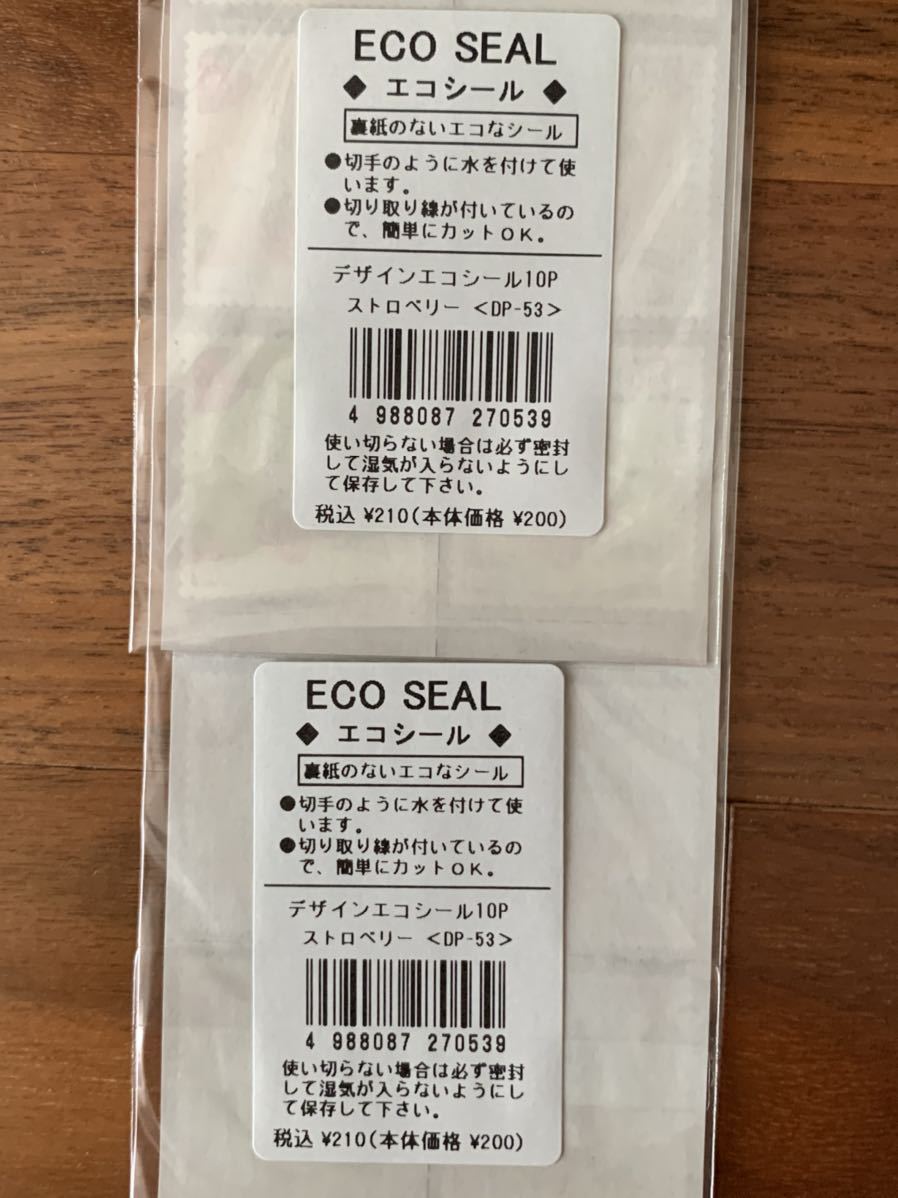 ECO SEAL
◆ エコシール ◆
裏紙のないエコなシール
●切手のように水を付けて使
います。
●切り取り線が付いているの
で、簡単にカットOK。
デザインエコシール10P
ストロベリー <DP-53>
4 988087 270539
使い切らない場合は必ず密封
して湿気が入らないようにし
て保存して下さい。
税込 ¥210(本体価格 ¥200)
ECO SEAL
◆ エコシール ◆
裏紙のないエコなシール
●切手のように水を付けて使
います。
●切り取り線が付いているの
で、簡単にカットOK。
デザインエコシール10P
ストロベリー <DP-53>
4 988087 270539
使い切らない場合は必ず密封
して湿気が入らないようにし
て保存して下さい。
税込 ¥210(本体価格 ¥200)